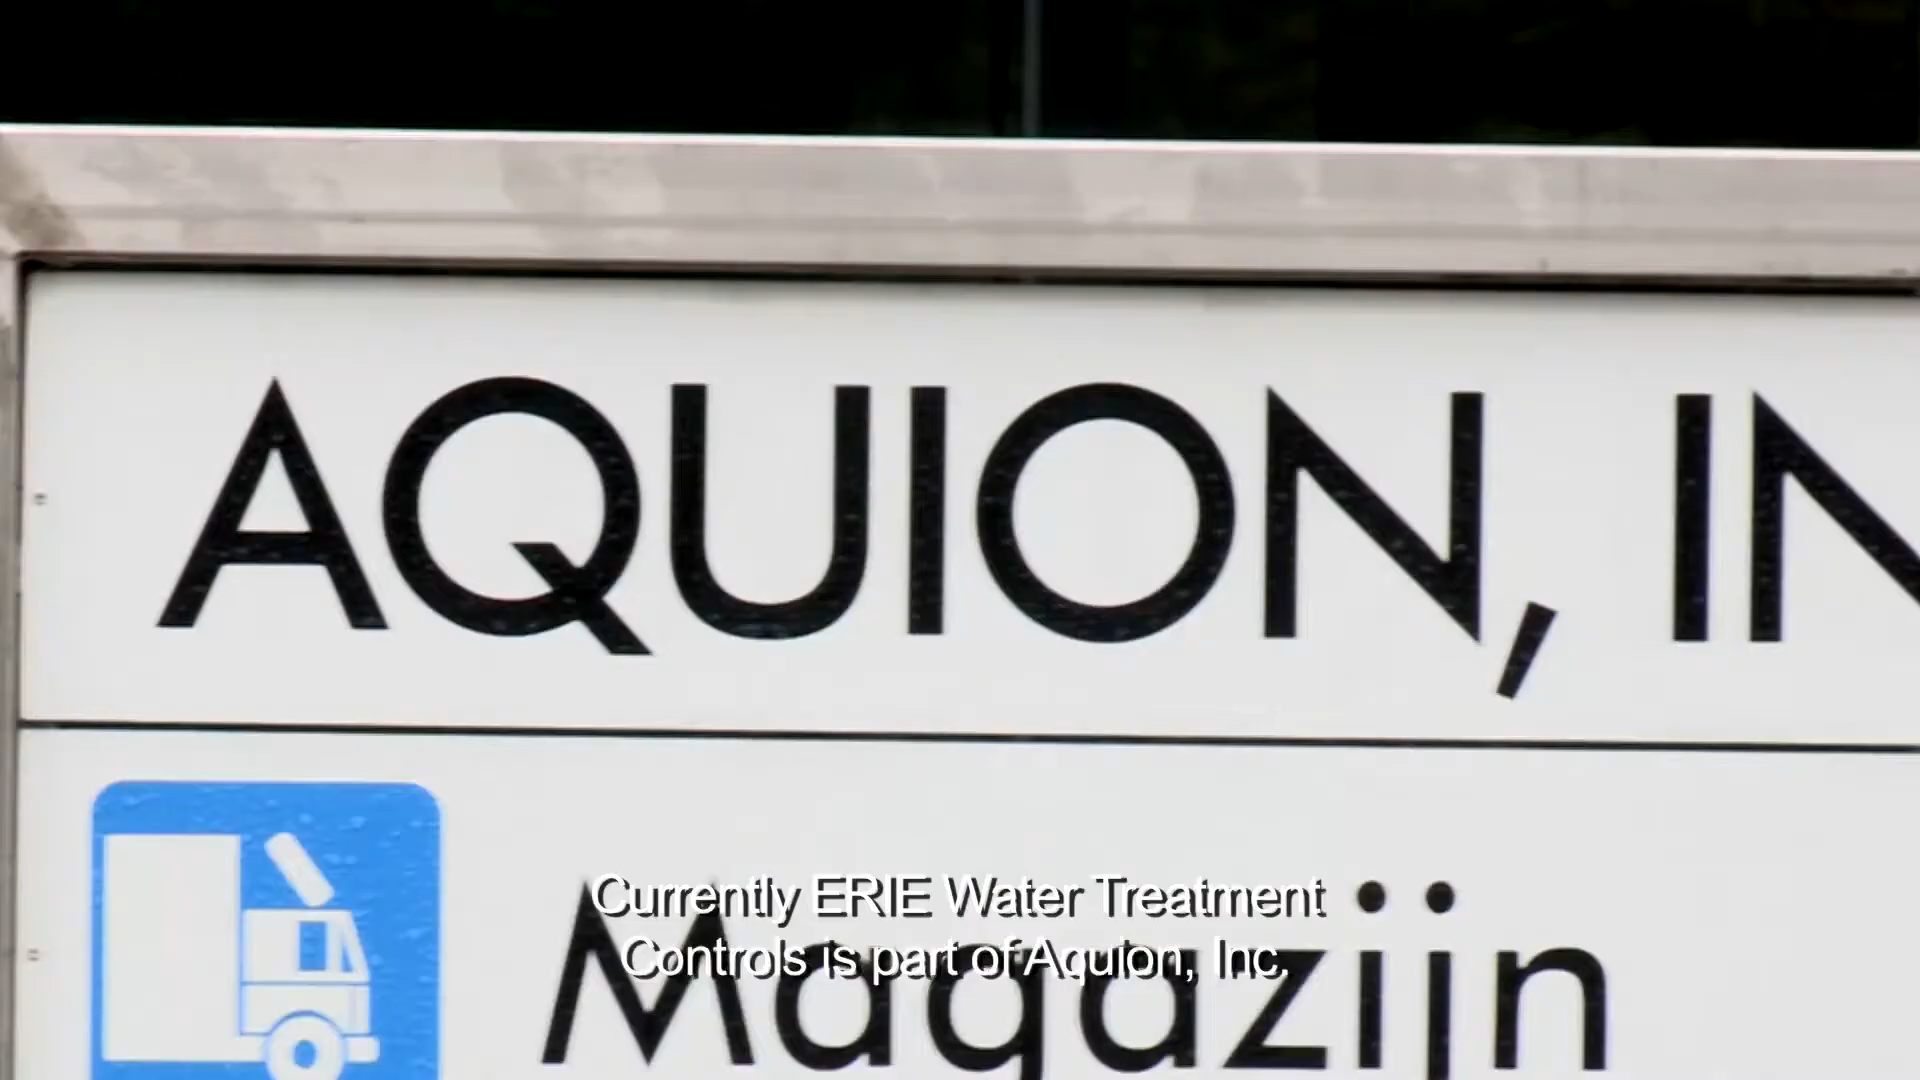 AQUION, IN
Magazijn
Currently ERIE Water Treatment
Controls is part of Aquion, Inc.